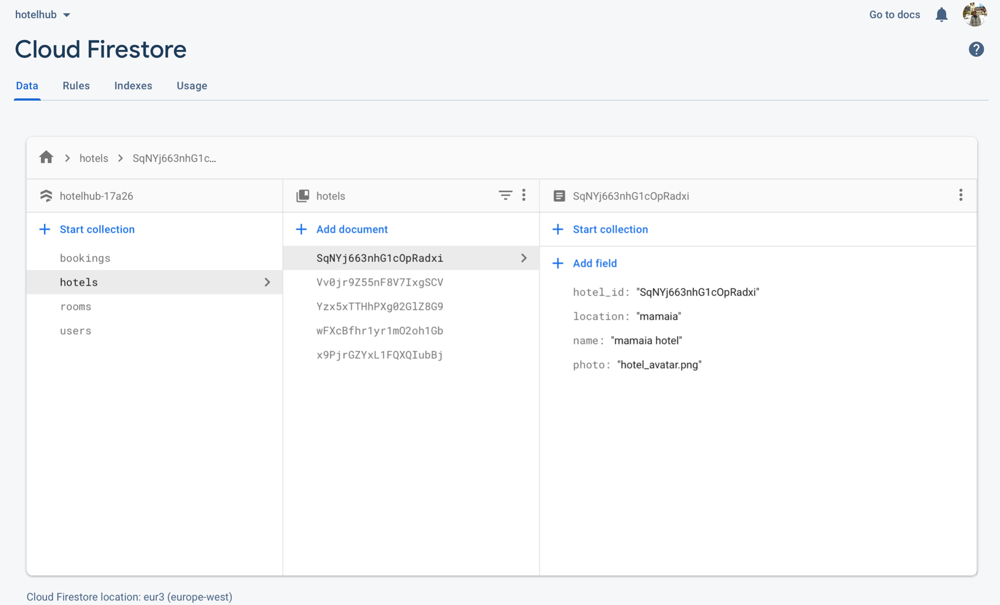 hotelhub
Go to docs
Cloud Firestore
Data Rules Indexes Usage
hotels SqNYj663nhG1c...
hotelhub-17a26
Start collection
bookings
hotels
rooms
users
hotels
Add document
SqNYj663nhG1cOpRadxi
Vv0jr9Z55nF8V7IxgSCV
Yzx5xTTHhPXg02GlZ8G9
wFXcBfhr1yr1mO2oh1Gb
x9PjrGZYxL1FQXQIubBj
SqNYj663nhG1cOpRadxi
Start collection
Add field
hotel_id: "SqNYj663nhG1cOpRadxi"
location: "mamaia"
name: "mamaia hotel"
photo: "hotel_avatar.png"
Cloud Firestore location: eur3 (europe-west)